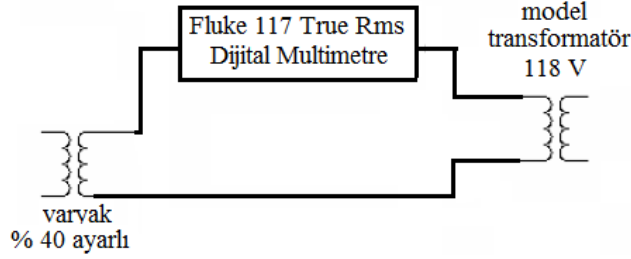 Fluke 117 True Rms
Dijital Multimetre
model
transformatör
118 V
varyak
% 40 ayarlı